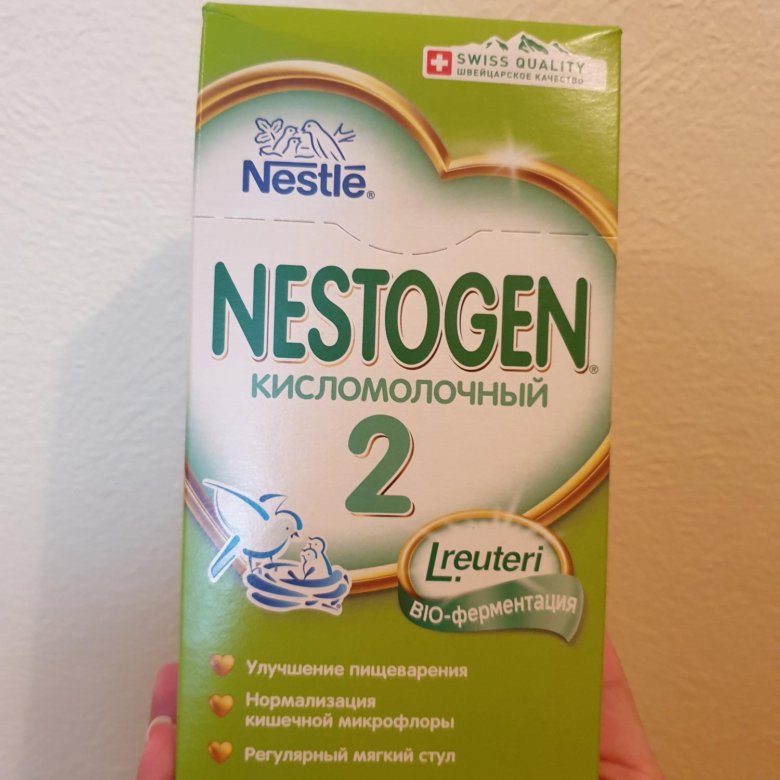 SWISS QUALITY
ШВЕЙЦАРСКОЕ КАЧЕСТВО
Nestlé®
NESTOGEN®
КИСЛОМОЛОЧНЫЙ
2
L.reuteri
BIO-ферментация
Улучшение пищеварения
Нормализация
кишечной микрофлоры
Регулярный мягкий стул